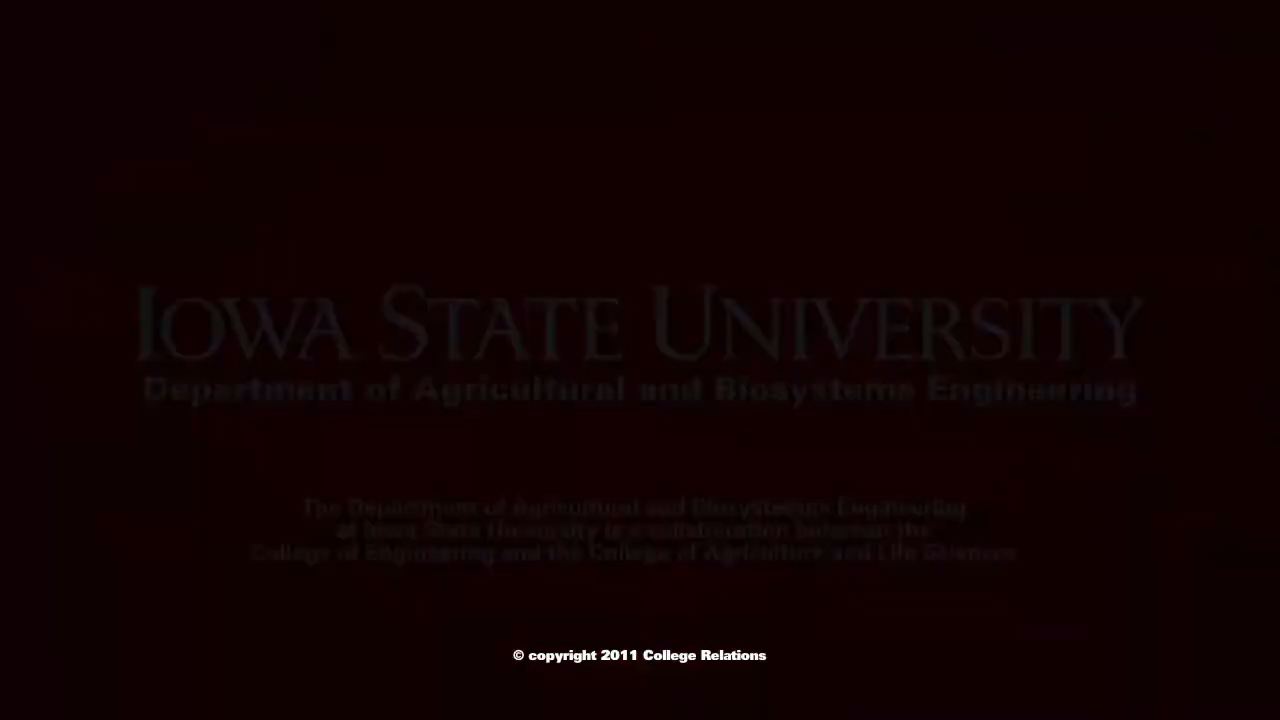 IOWA STATE UNIVERSITY
Department of Agricultural and Biosystems Engineering
The Department of Agricultural and Biosystems Engineering
at Iowa State University is a collaboration between the
College of Engineering and the College of Agriculture and Life Sciences
© copyright 2011 College Relations